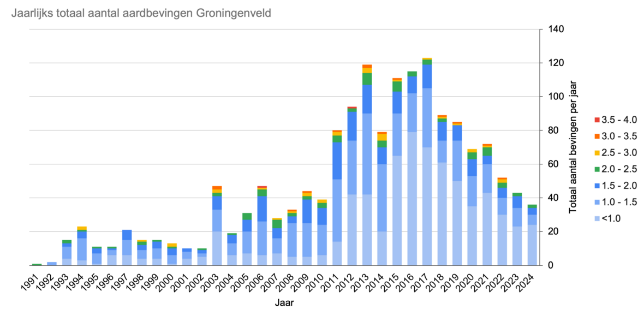 Jaarlijks totaal aantal aardbevingen Groningenveld
140
120
100
80
60
40
20
0
Totaal aantal bevingen per jaar
3.5 - 4.0
3.0 - 3.5
2.5 - 3.0
2.0 - 2.5
1.5 - 2.0
1.0 - 1.5
<1.0
1991 1992 1993 1994 1995 1996 1997 1998 1999 2000 2001 2002 2003 2004 2005 2006 2007 2008 2009 2010 2011 2012 2013 2014 2015 2016 2017 2018 2019 2020 2021 2022 2023 2024
Jaar